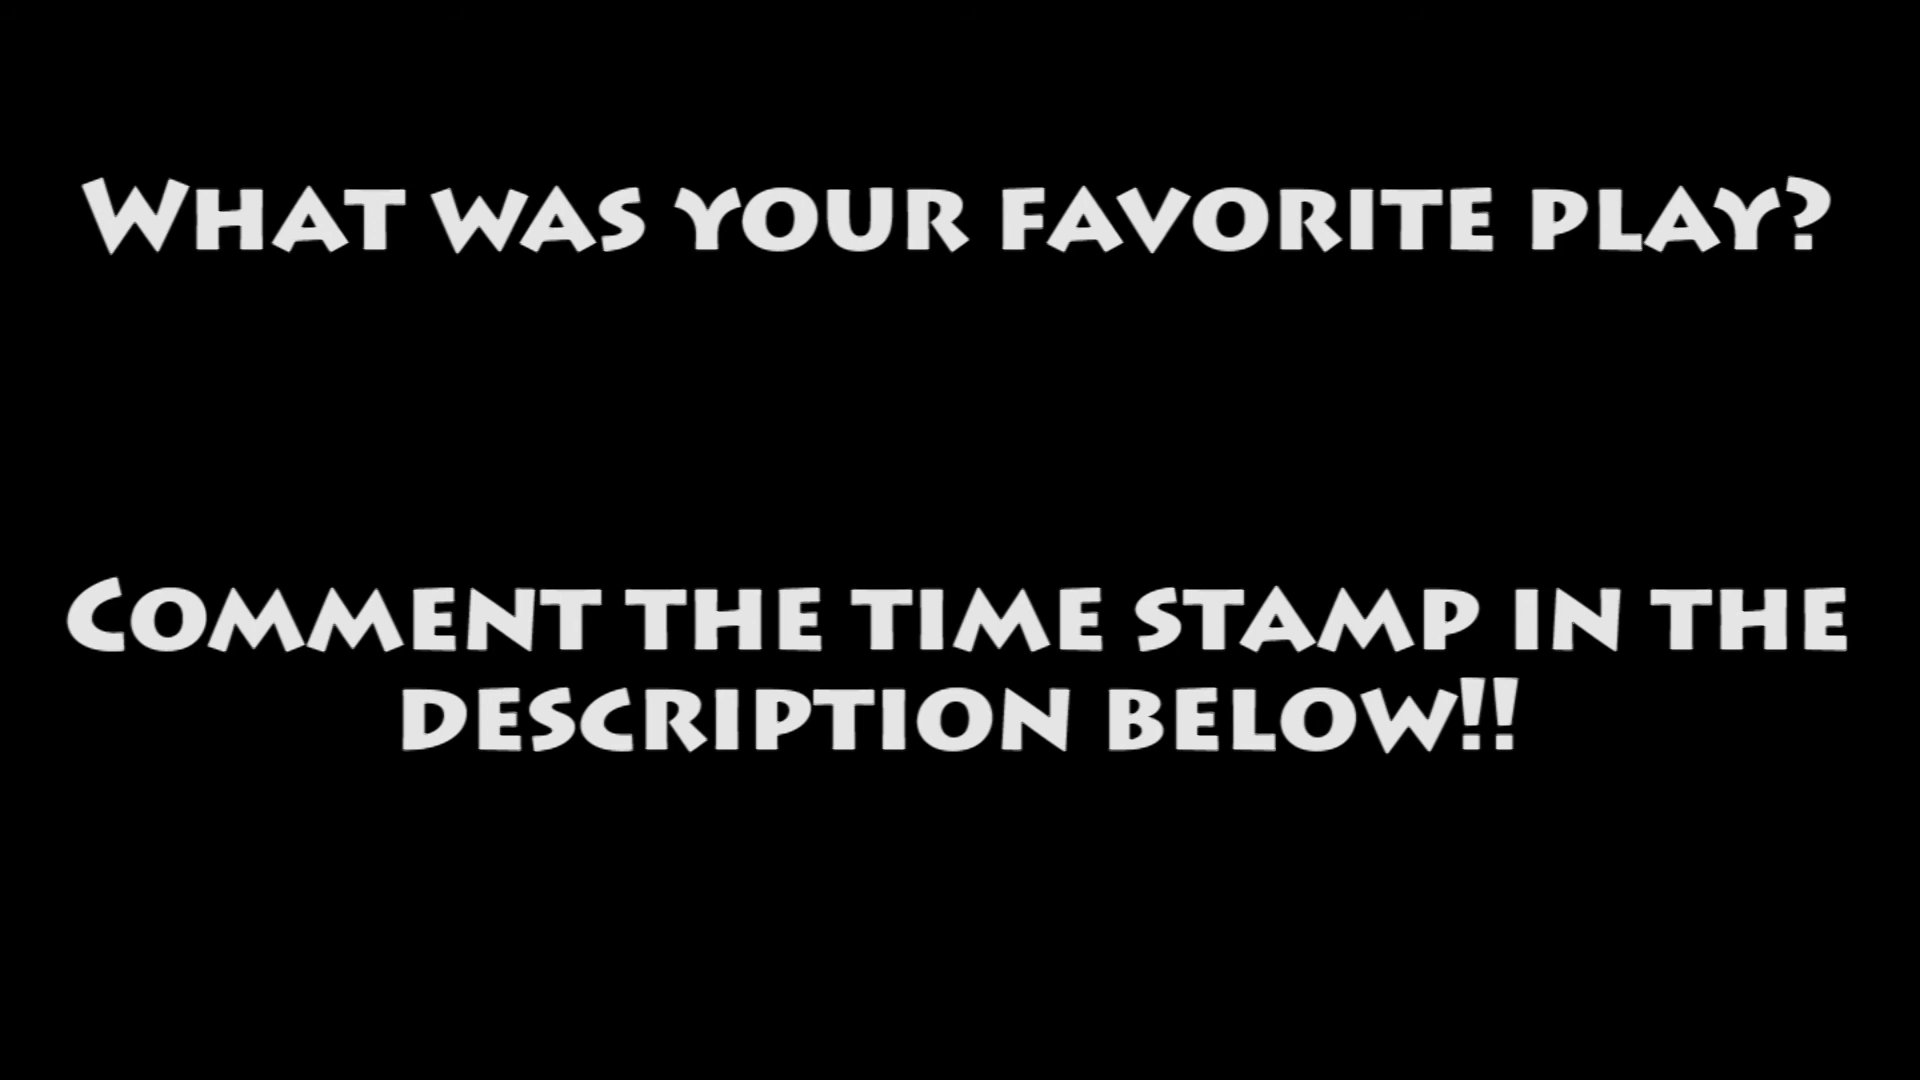 What was your favorite play?
Comment the time stamp in the
description below!!